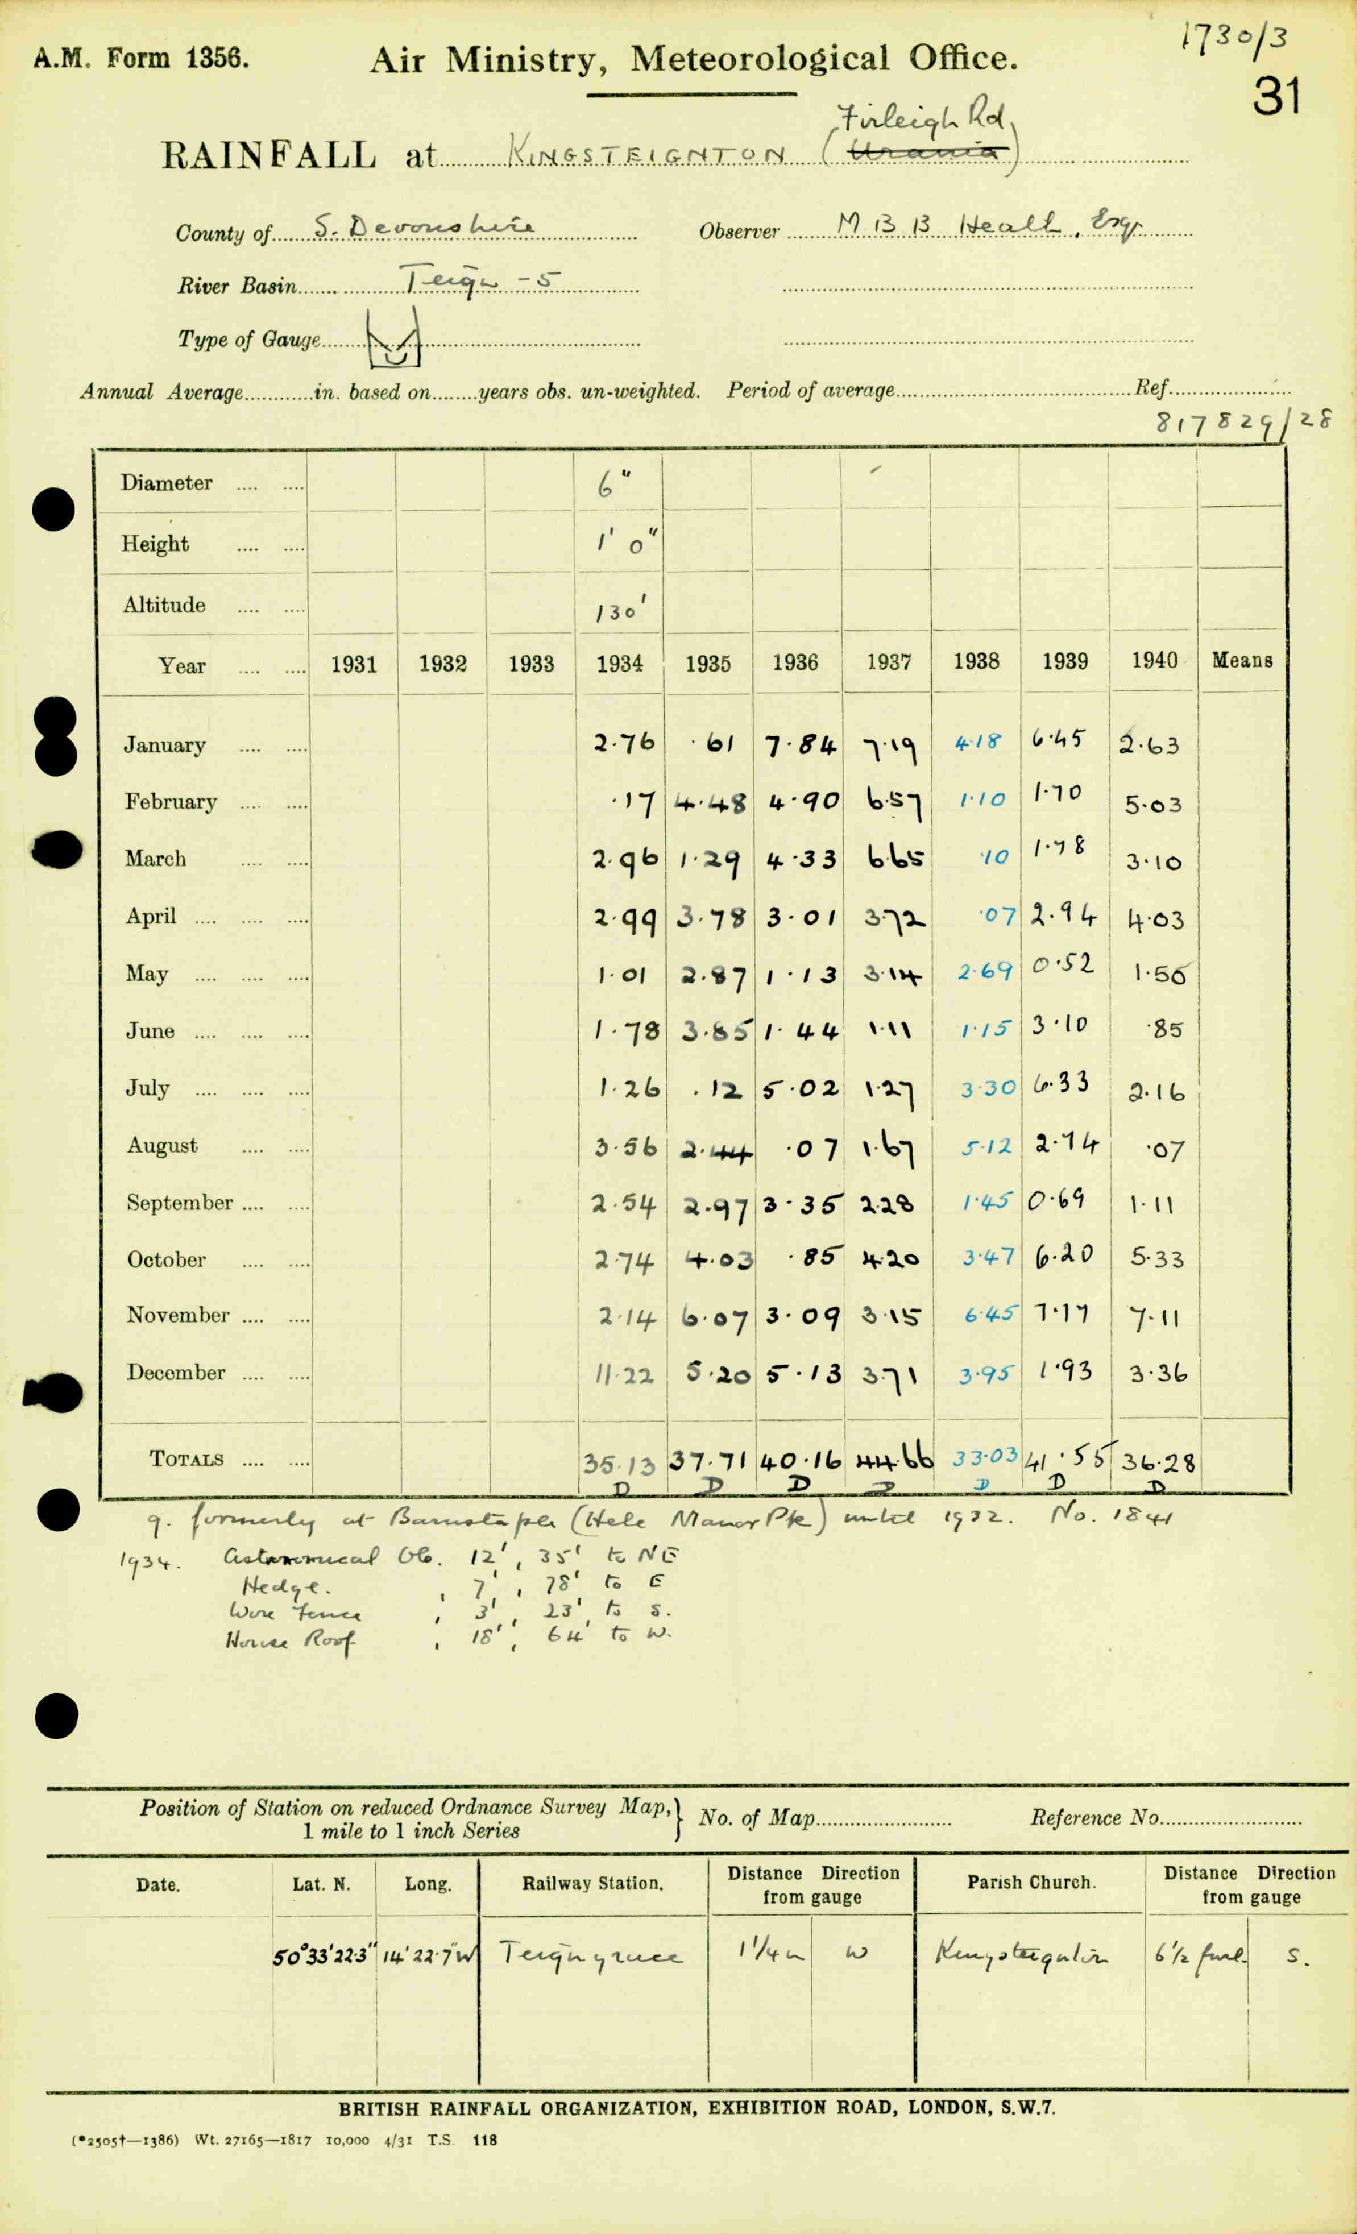 1730/3
A.M. Form 1356. Air Ministry, Meteorological Office.
31
Firleigh Rd
RAINFALL at KINGSTEIGNTON (Urania)
County of S. Devonshire Observer M B B Heath, Esq.
River Basin Teign - 5
Type of Gauge
Annual Average in. based on years obs. un-weighted. Period of average Ref.
817829/28
Diameter 6"
Height 1' 0"
Altitude 130'
Year 1931 1932 1933 1934 1935 1936 1937 1938 1939 1940 Means
January 2.76 .61 7.84 7.19 4.18 6.45 2.63
February .17 4.48 4.90 6.57 1.10 1.70 5.03
March 2.96 1.29 4.33 6.65 .10 1.78 3.10
April 2.99 3.78 3.01 3.72 .07 2.94 4.03
May 1.01 2.87 1.13 3.14 2.69 0.52 1.50
June 1.78 3.85 1.44 1.11 1.15 3.10 .85
July 1.26 .12 5.02 1.27 3.30 6.33 2.16
August 3.56 2.44 .07 1.67 5.12 2.74 .07
September 2.54 2.97 3.35 2.28 1.45 0.69 1.11
October 2.74 4.03 .85 4.20 3.47 6.20 5.33
November 2.14 6.07 3.09 3.15 6.45 7.17 7.11
December 11.22 5.20 5.13 3.71 3.95 1.93 3.36
TOTALS 35.13 37.71 40.16 44.66 33.03 41.55 36.28
D D D D D D D
g. formerly at Barnstaple (Hele Manor Pk) until 1932. No. 1841
1934. Astronomical Ob. 12', 35' to NE
Hedge. , 7', 78' to E
Wire Fence , 3', 23' to S.
House Roof , 18', 64' to W.
Position of Station on reduced Ordnance Survey Map, No. of Map Reference No.
1 mile to 1 inch Series
Date. Lat. N. Long. Railway Station. Distance Direction from gauge Parish Church. Distance Direction from gauge
50°33'22.3" 14'22.7"W Teigngrace 1 1/4 m W Kingsteignton 6 1/2 furl. S.
BRITISH RAINFALL ORGANIZATION, EXHIBITION ROAD, LONDON, S.W.7.
(*2505†—1386) Wt. 27165—1817 10,000 4/31 T.S. 118